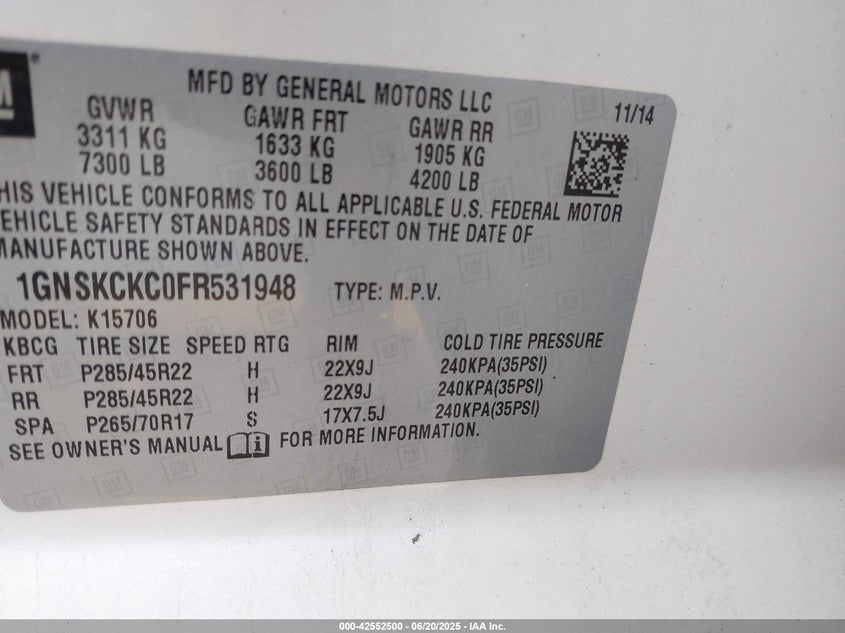 M®
MFD BY GENERAL MOTORS LLC
11/14
GVWR GAWR FRT GAWR RR
3311 KG 1633 KG 1905 KG
7300 LB 3600 LB 4200 LB
HIS VEHICLE CONFORMS TO ALL APPLICABLE U.S. FEDERAL MOTOR
EHICLE SAFETY STANDARDS IN EFFECT ON THE DATE OF
MANUFACTURE SHOWN ABOVE.
1GNSKCKC0FR531948 TYPE: M.P.V.
MODEL: K15706
KBCG TIRE SIZE SPEED RTG RIM COLD TIRE PRESSURE
FRT P285/45R22 H 22X9J 240KPA(35PSI)
RR P285/45R22 H 22X9J 240KPA(35PSI)
SPA P265/70R17 S 17X7.5J 240KPA(35PSI)
SEE OWNER'S MANUAL FOR MORE INFORMATION.
000-42552500 - 06/20/2025 - IAA Inc.